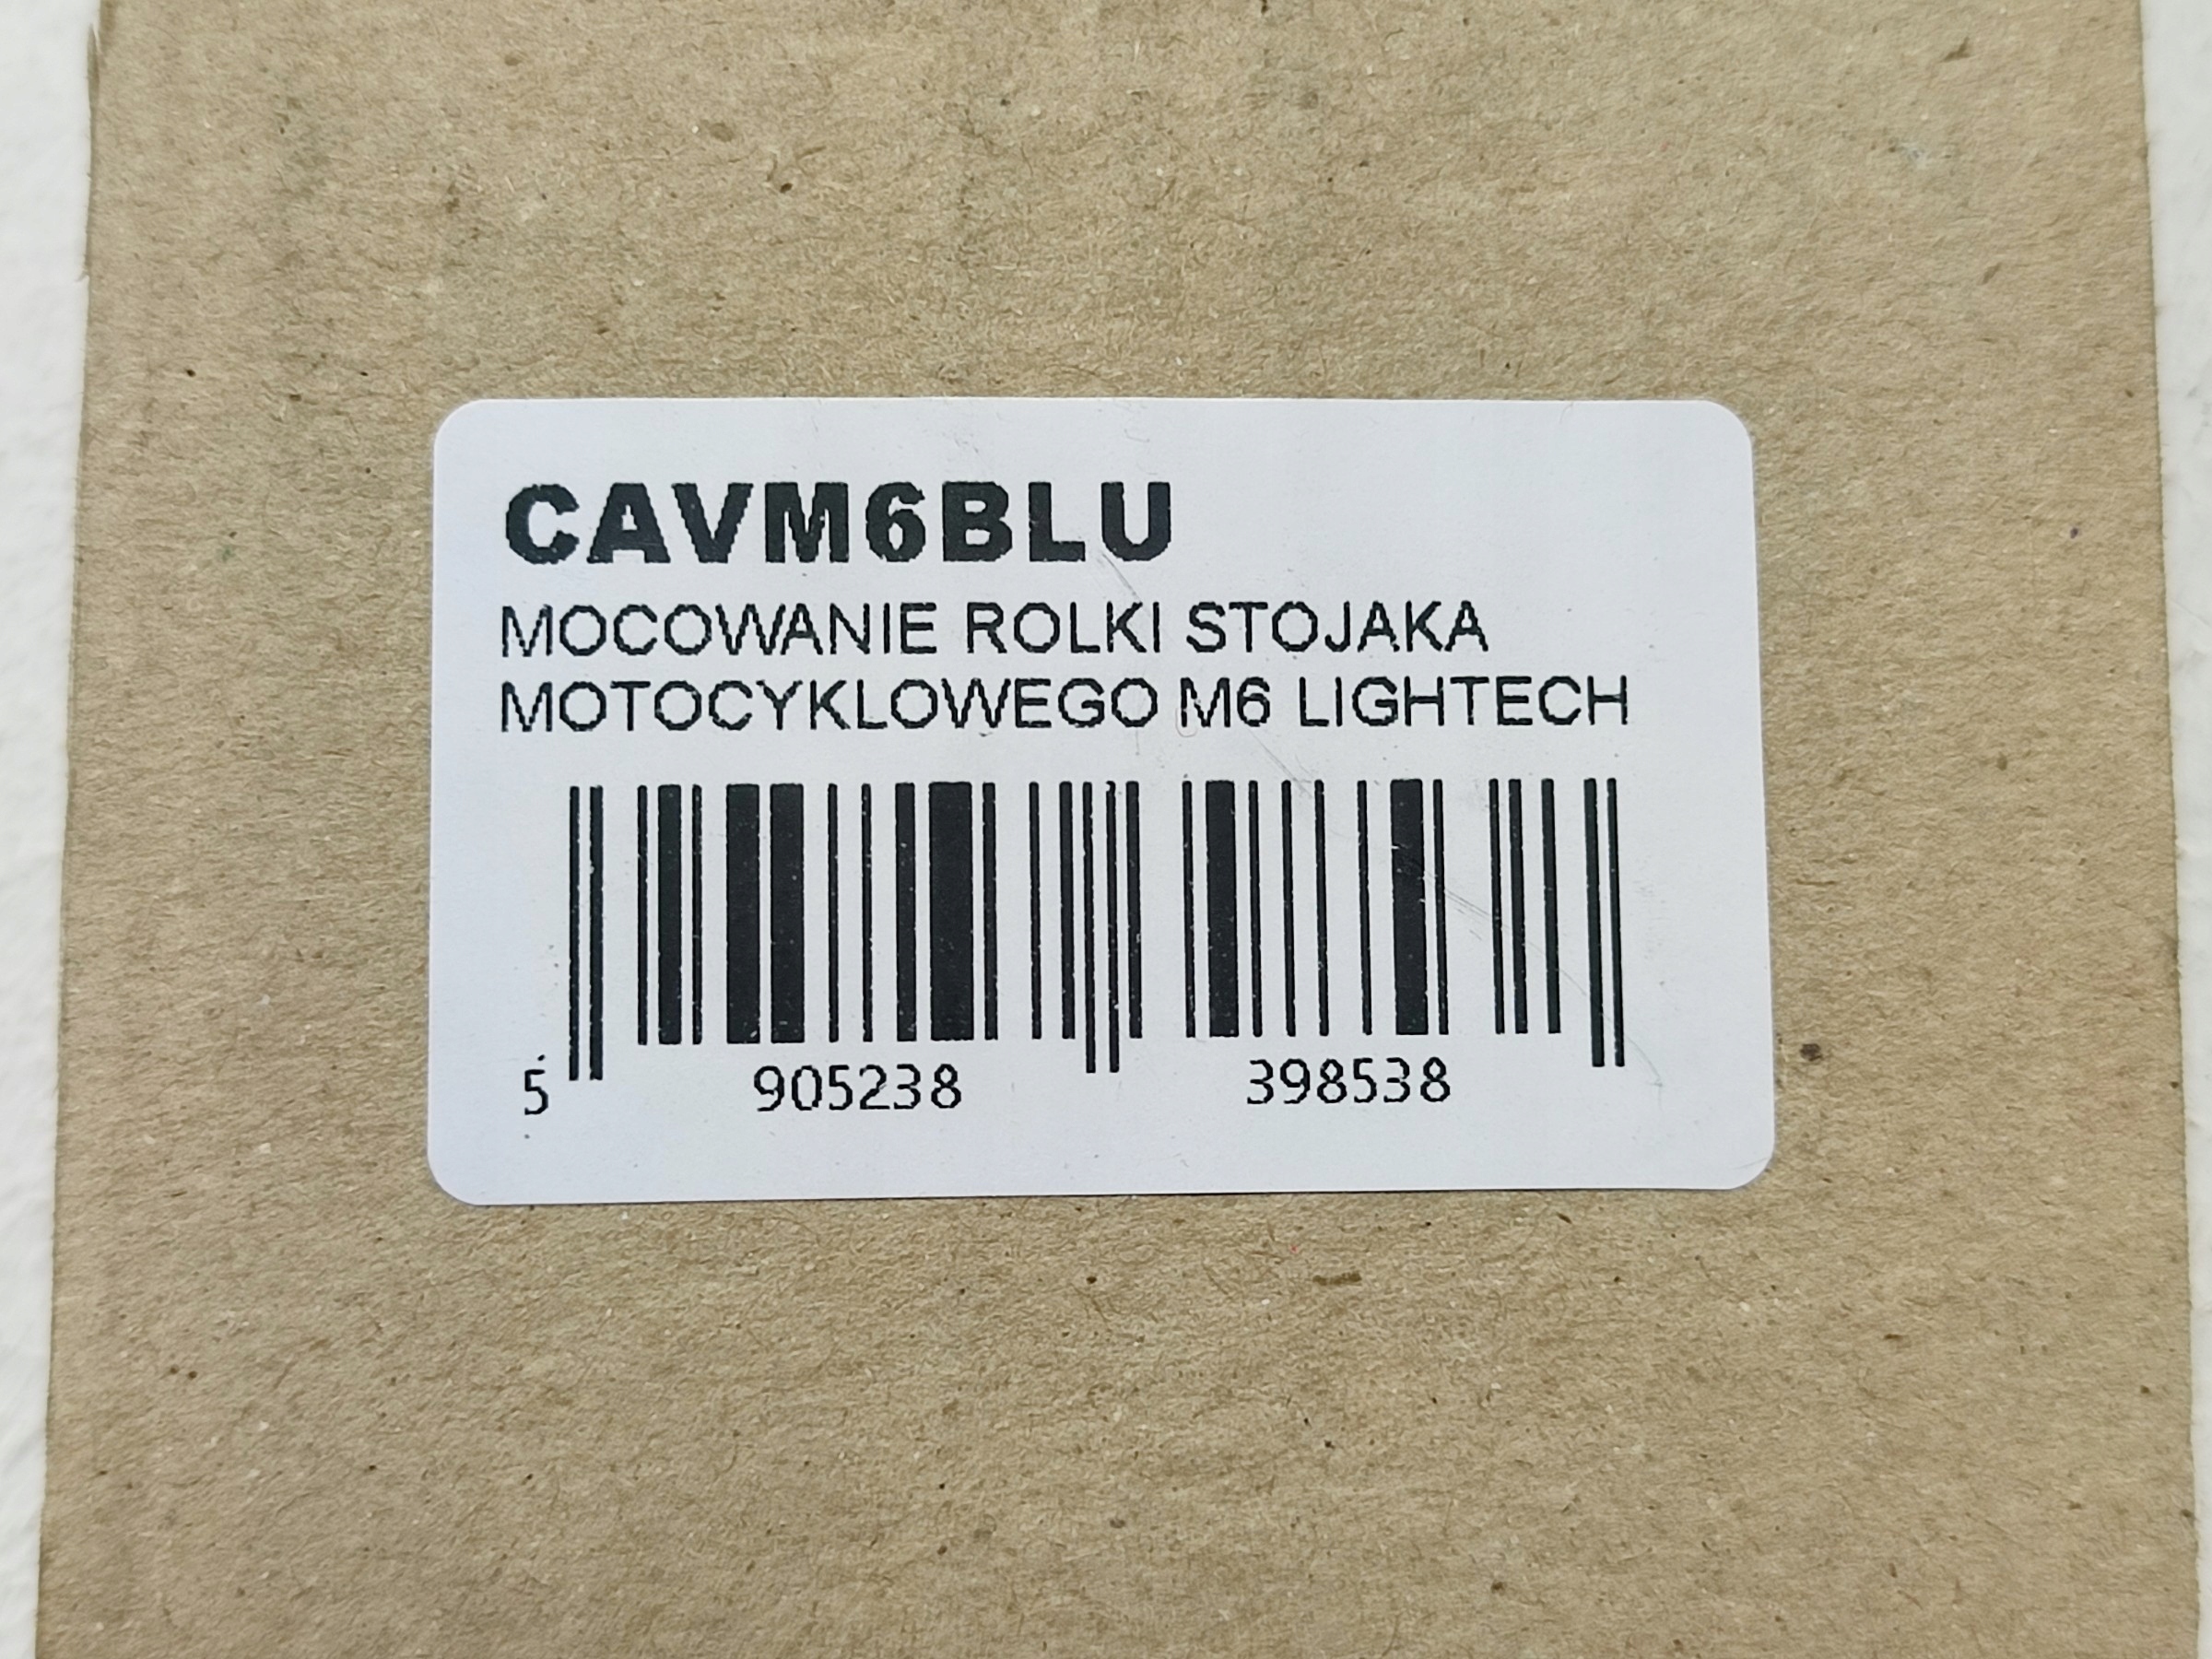 CAVM6BLU
MOCOWANIE ROLKI STOJAKA
MOTOCYKLOWEGO M6 LIGHTECH
5 905238 398538